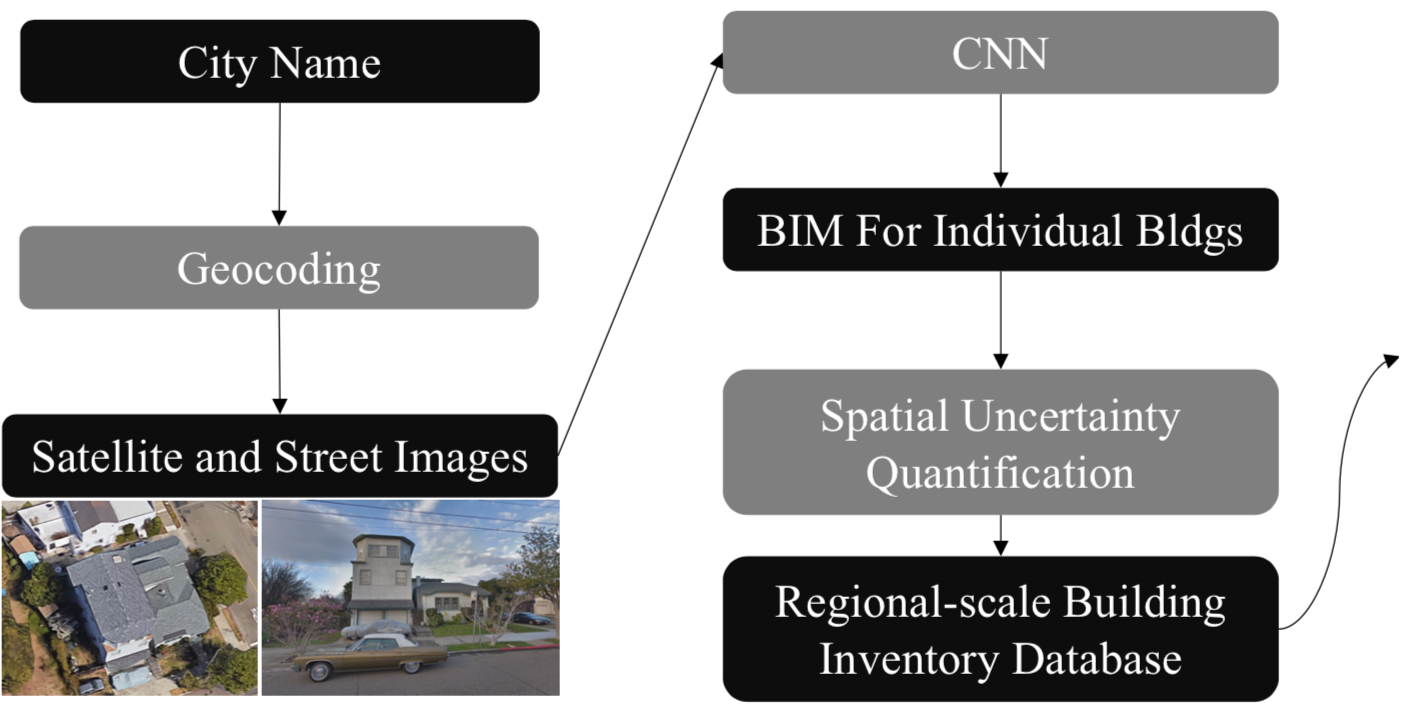 City Name
Geocoding
Satellite and Street Images
CNN
BIM For Individual Bldgs
Spatial Uncertainty
Quantification
Regional-scale Building
Inventory Database